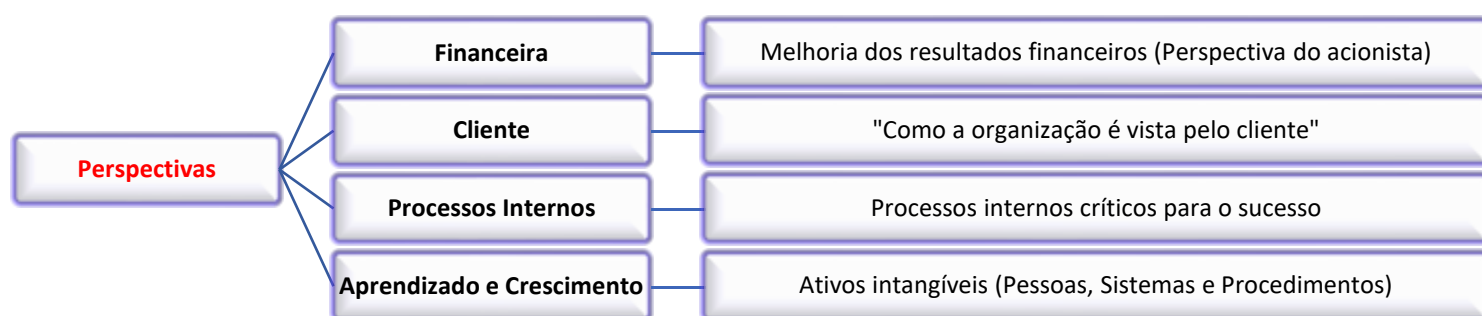 Perspectivas
Financeira
Melhoria dos resultados financeiros (Perspectiva do acionista)
Cliente
"Como a organização é vista pelo cliente"
Processos Internos
Processos internos críticos para o sucesso
Aprendizado e Crescimento
Ativos intangíveis (Pessoas, Sistemas e Procedimentos)